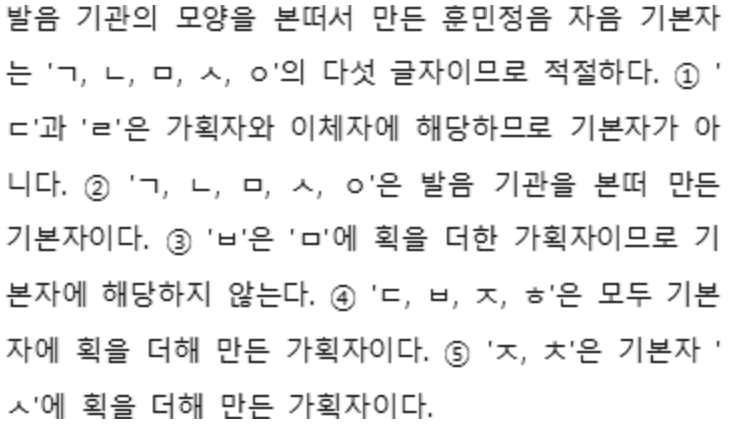 발음 기관의 모양을 본떠서 만든 훈민정음 자음 기본자
는 'ㄱ, ㄴ, ㅁ, ㅅ, ㅇ'의 다섯 글자이므로 적절하다. ① '
ㄷ'과 'ㄹ'은 가획자와 이체자에 해당하므로 기본자가 아
니다. ② 'ㄱ, ㄴ, ㅁ, ㅅ, ㅇ'은 발음 기관을 본떠 만든
기본자이다. ③ 'ㅂ'은 'ㅁ'에 획을 더한 가획자이므로 기
본자에 해당하지 않는다. ④ 'ㄷ, ㅂ, ㅈ, ㅎ'은 모두 기본
자에 획을 더해 만든 가획자이다. ⑤ 'ㅈ, ㅊ'은 기본자 '
ㅅ'에 획을 더해 만든 가획자이다.